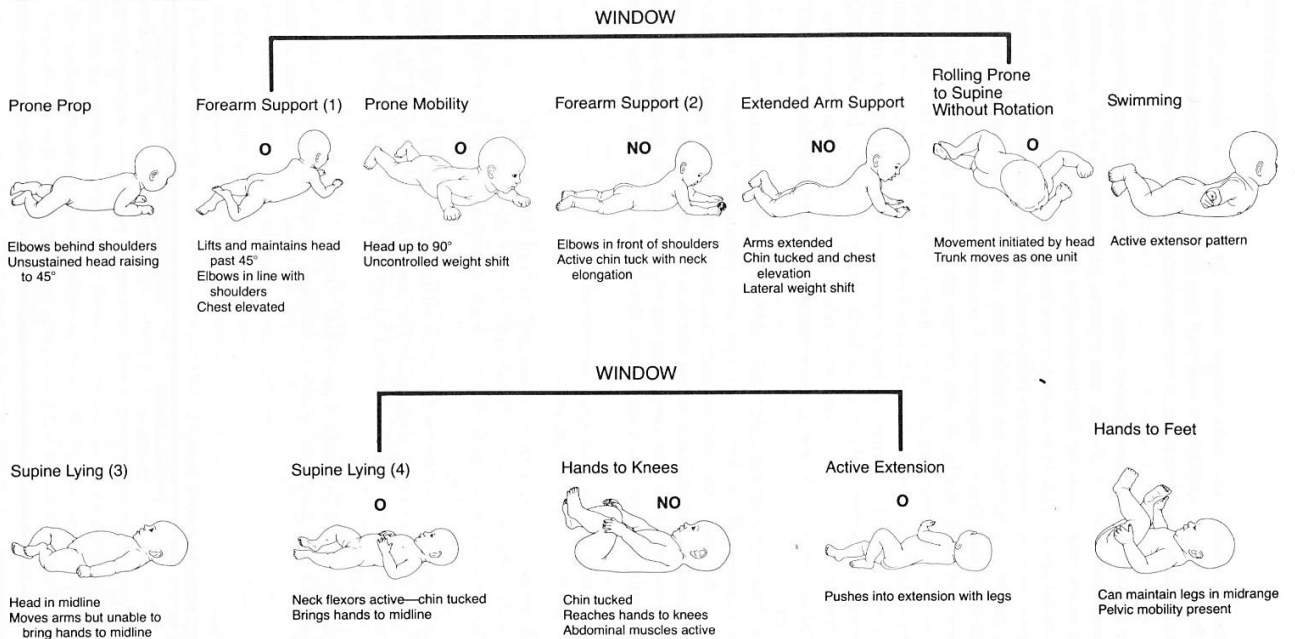 WINDOW
Prone Prop
Elbows behind shoulders
Unsustained head raising
to 45°
Forearm Support (1)
O
Lifts and maintains head
past 45°
Elbows in line with
shoulders
Chest elevated
Prone Mobility
O
Head up to 90°
Uncontrolled weight shift
Forearm Support (2)
NO
Elbows in front of shoulders
Active chin tuck with neck
elongation
Extended Arm Support
NO
Arms extended
Chin tucked and chest
elevation
Lateral weight shift
Rolling Prone
to Supine
Without Rotation
O
Movement initiated by head
Trunk moves as one unit
Swimming
Active extensor pattern
WINDOW
Supine Lying (3)
Head in midline
Moves arms but unable to
bring hands to midline
Supine Lying (4)
O
Neck flexors active—chin tucked
Brings hands to midline
Hands to Knees
NO
Chin tucked
Reaches hands to knees
Abdominal muscles active
Active Extension
O
Pushes into extension with legs
Hands to Feet
Can maintain legs in midrange
Pelvic mobility present